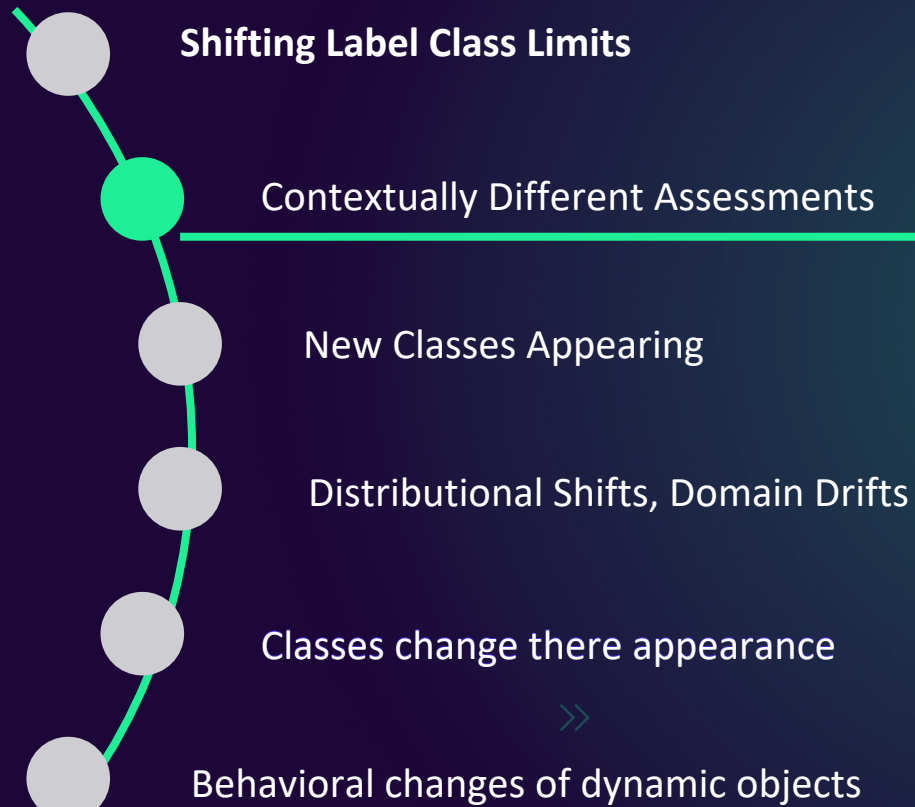 Shifting Label Class Limits
Contextually Different Assessments
New Classes Appearing
Distributional Shifts, Domain Drifts
Classes change there appearance
Behavioral changes of dynamic objects